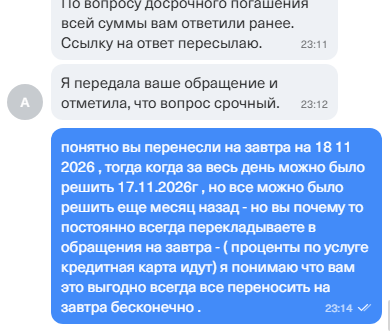 По вопросу досрочного погашения
всей суммы вам ответили ранее.
Ссылку на ответ пересылаю.
23:11
Я передала ваше обращение и
отметила, что вопрос срочный.
23:12
А
понятно вы перенесли на завтра на 18 11
2026 , тогда когда за весь день можно было
решить 17.11.2026г , но все можно было
решить еще месяц назад - но вы почему то
постоянно всегда перекладываете в
обращения на завтра - ( проценты по услуге
кредитная карта идут) я понимаю что вам
это выгодно всегда все переносить на
завтра бесконечно .
23:14